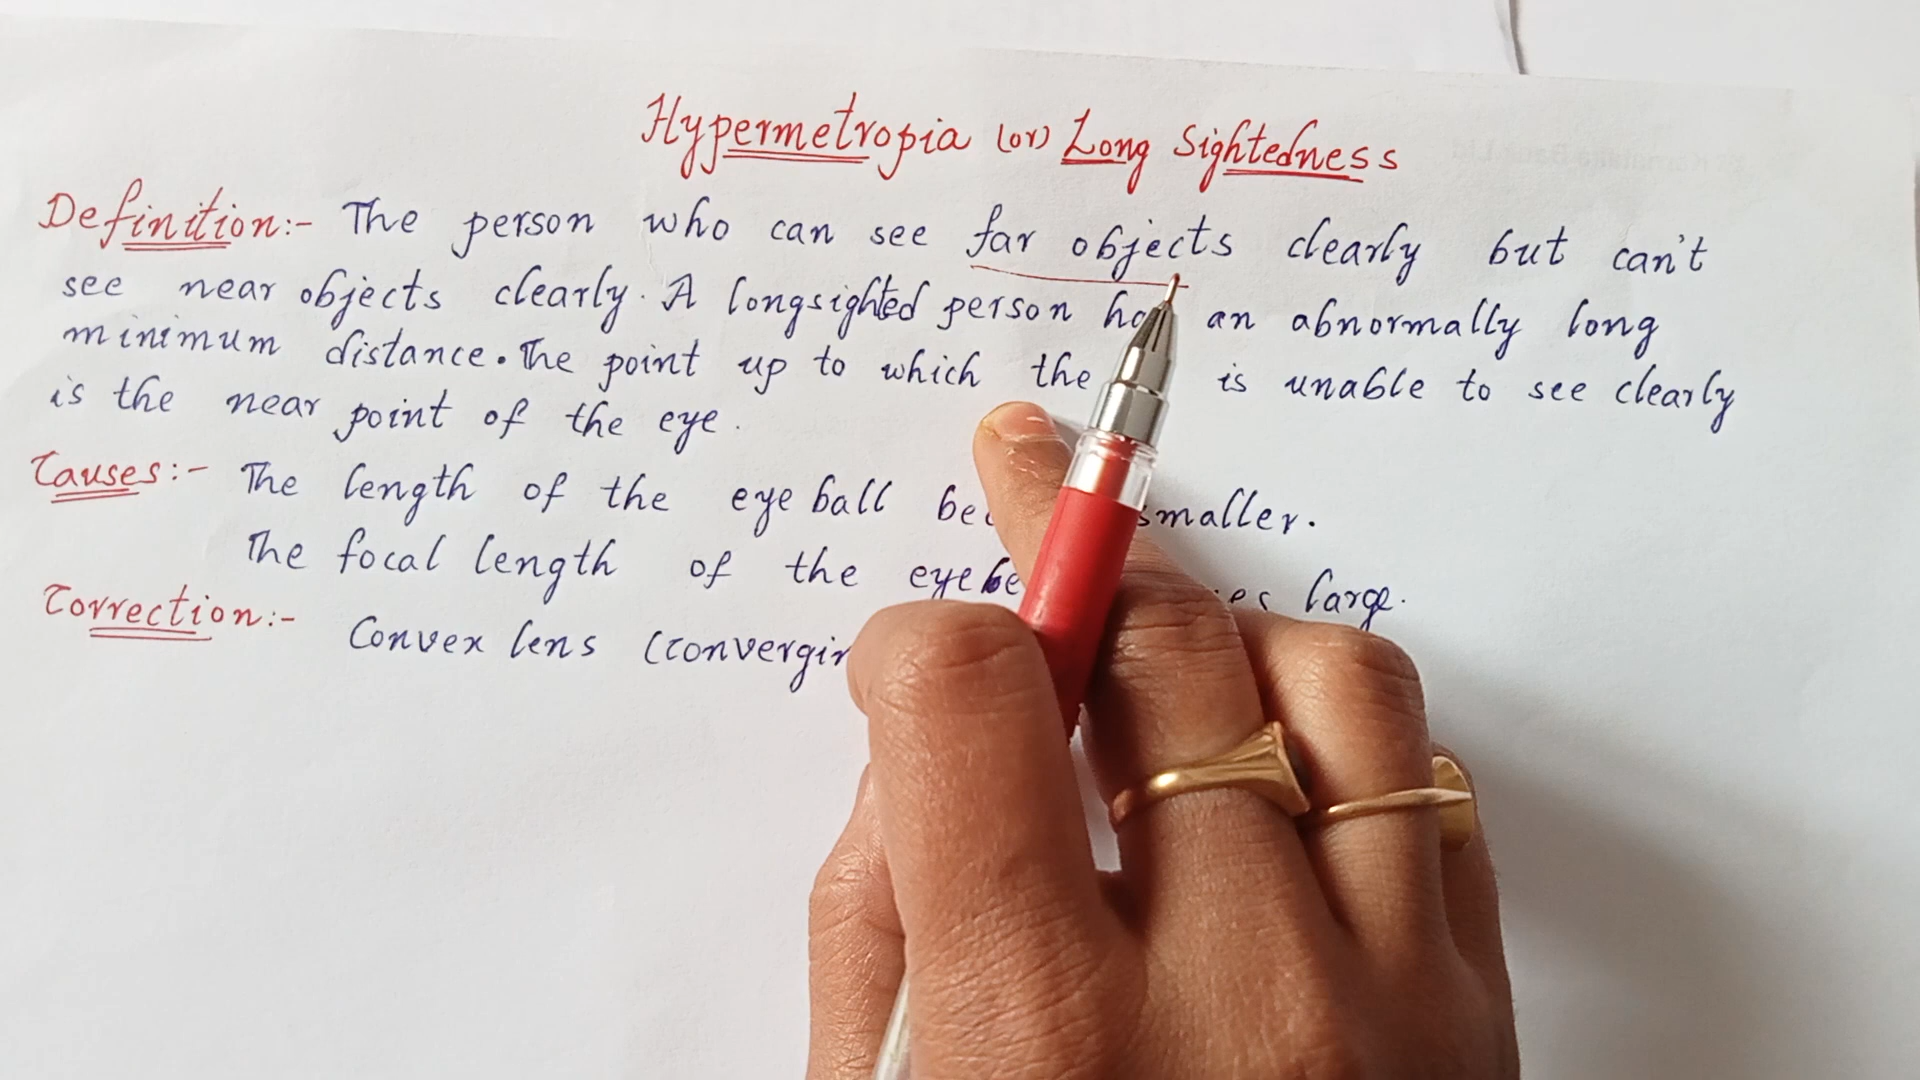 Hypermetropia (or) Long Sightedness
Definition:- The person who can see far objects clearly but can't
see near objects clearly. A longsighted person an abnormally long
minimum distance. The point up to which the is unable to see clearly
is the near point of the eye.
Causes:- The length of the eye ball smaller.
The focal length of the eye large.
Correction:- Convex lens